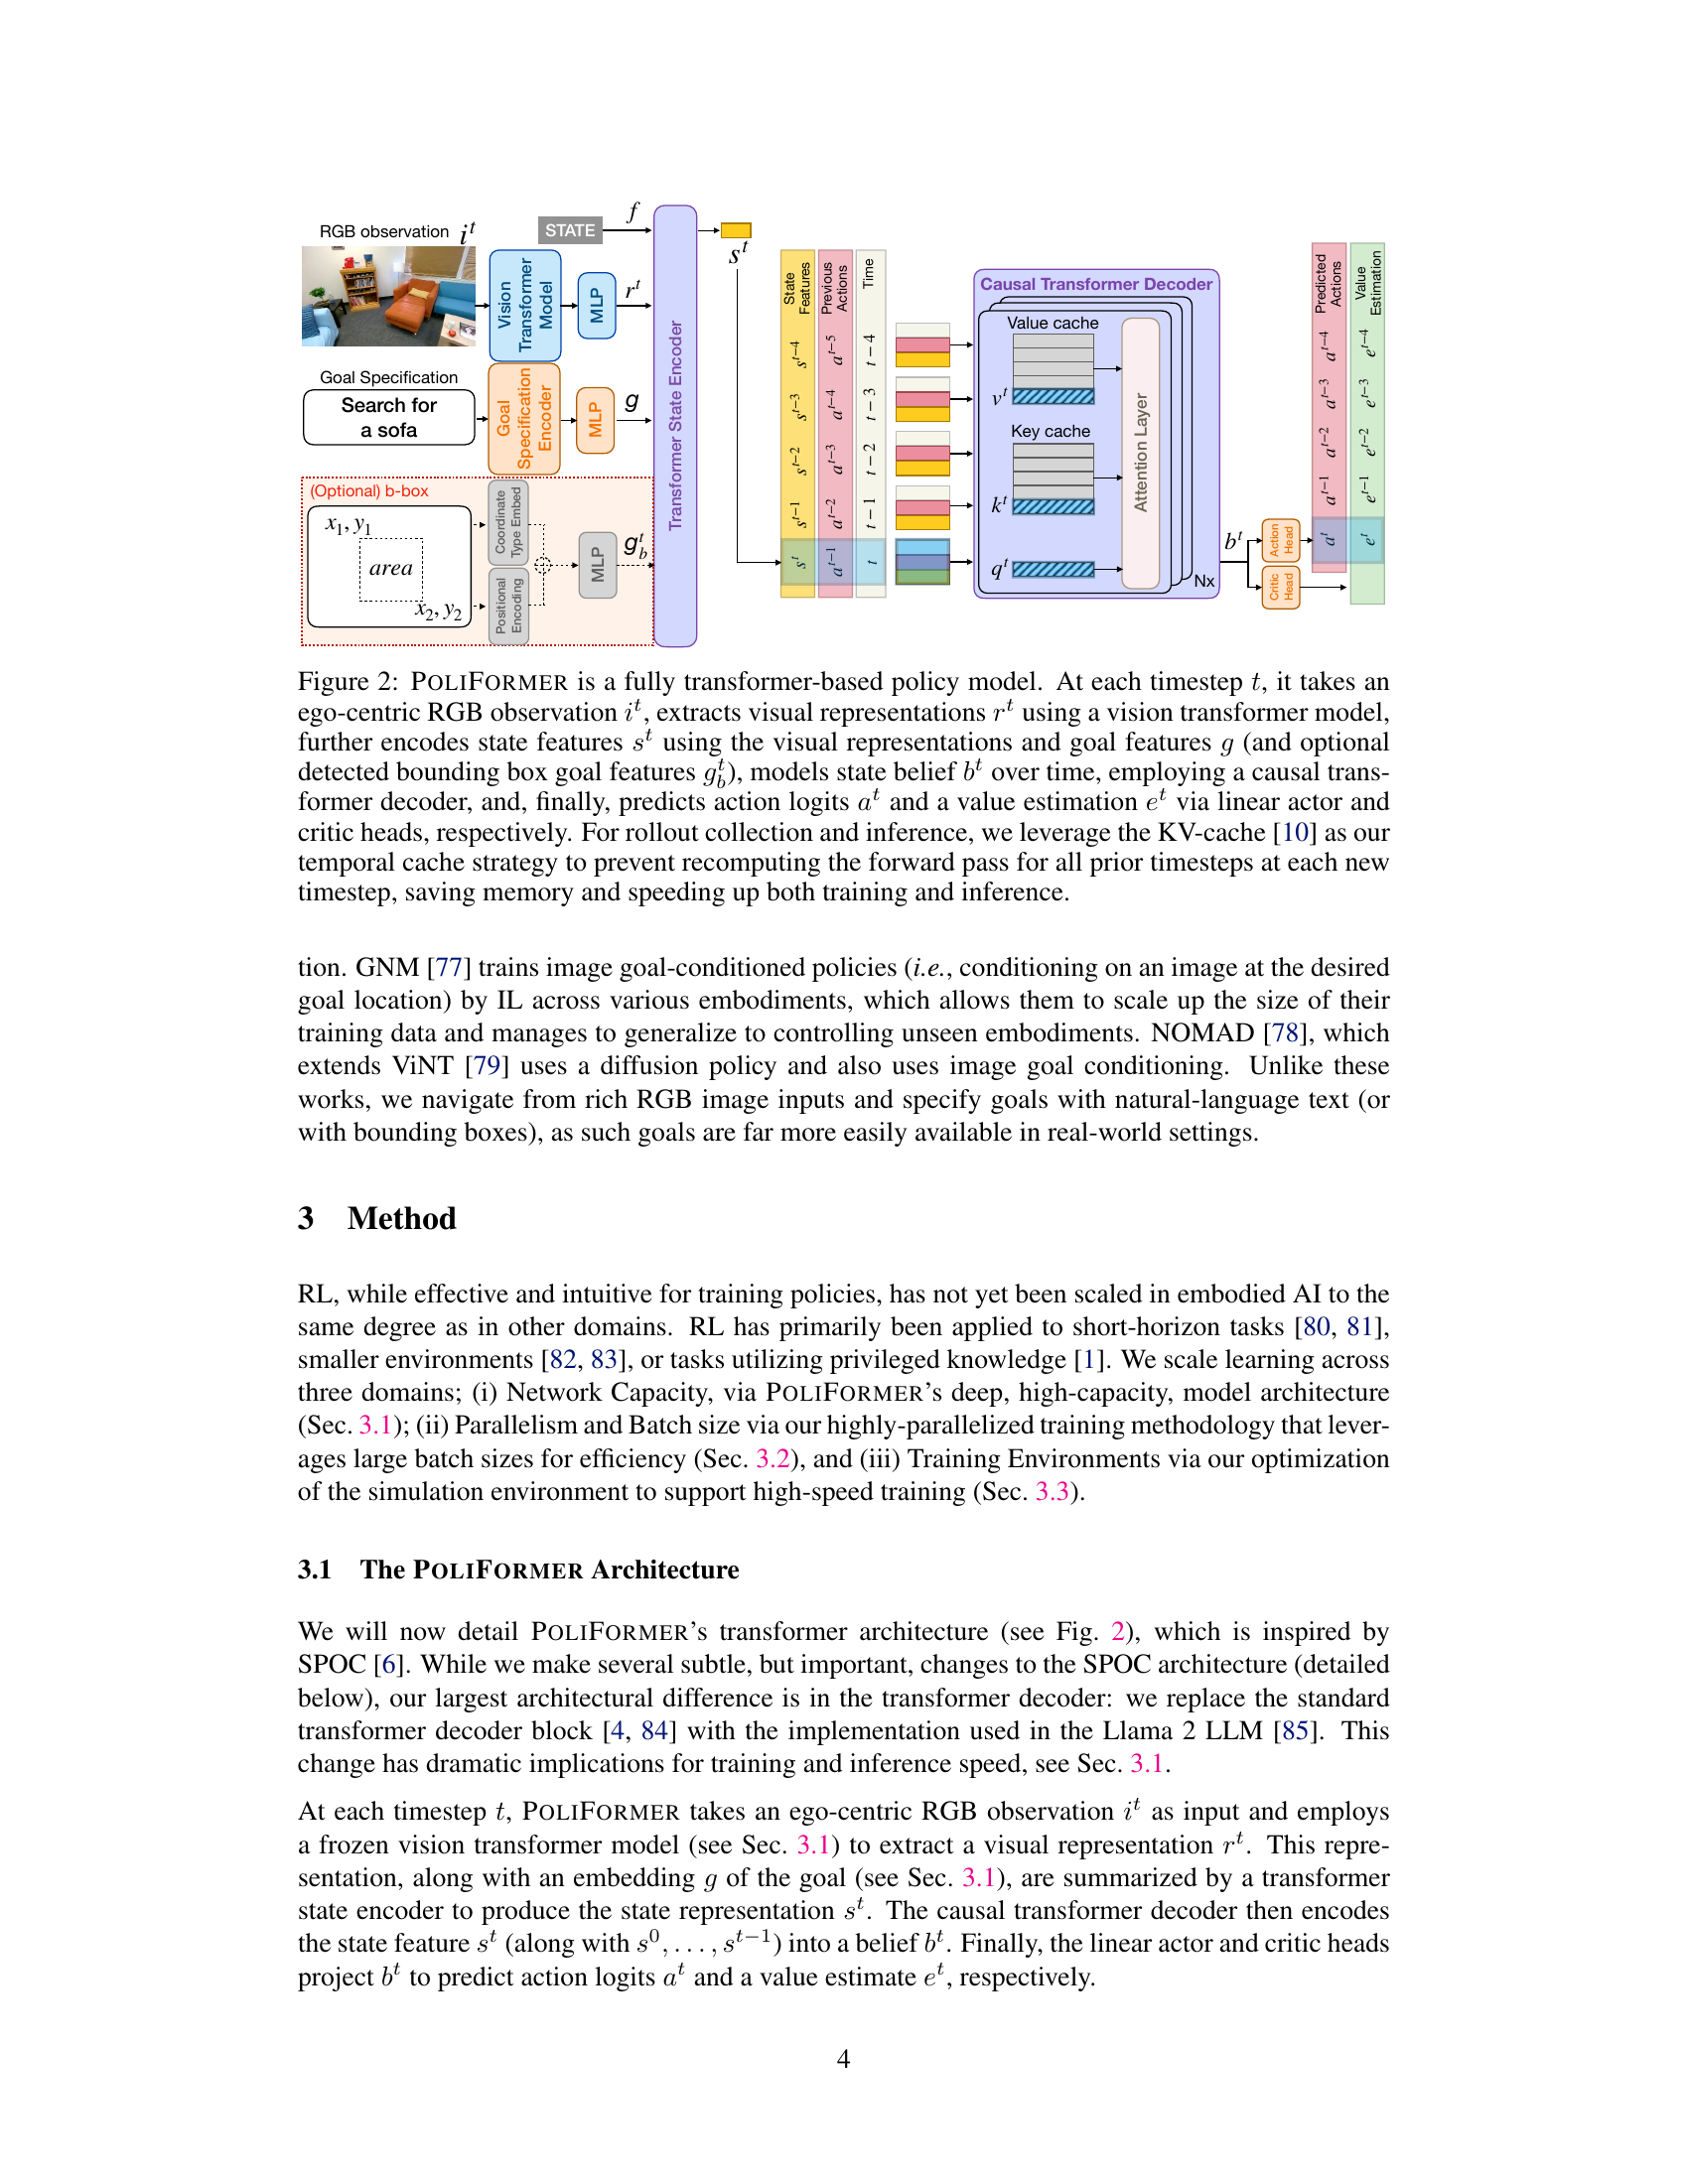 RGB observation i^t
STATE
f
s^t
Vision Transformer Model
MLP
r^t
Goal Specification
Search for
a sofa
Goal Specification Encoder
MLP
g
(Optional) b-box
x_1, y_1
area
x_2, y_2
Coordinate Type Embed
Positional Encoding
MLP
g_b^t
Transformer State Encoder
State Features
s^{t-4}
s^{t-3}
s^{t-2}
s^{t-1}
s^t
Previous Actions
a^{t-5}
a^{t-4}
a^{t-3}
a^{t-2}
a^{t-1}
Time
t-4
t-3
t-2
t-1
t
Causal Transformer Decoder
Value cache
v^t
Key cache
k^t
q^t
Attention Layer
Nx
b^t
Action Head
Critic Head
Predicted Actions
a^{t-4}
a^{t-3}
a^{t-2}
a^{t-1}
a^t
Value Estimation
e^{t-4}
e^{t-3}
e^{t-2}
e^{t-1}
e^t
Figure 2: POLIFORMER is a fully transformer-based policy model. At each timestep t, it takes an
ego-centric RGB observation i^t, extracts visual representations r^t using a vision transformer model,
further encodes state features s^t using the visual representations and goal features g (and optional
detected bounding box goal features g_b^t), models state belief b^t over time, employing a causal trans-
former decoder, and, finally, predicts action logits a^t and a value estimation e^t via linear actor and
critic heads, respectively. For rollout collection and inference, we leverage the KV-cache [10] as our
temporal cache strategy to prevent recomputing the forward pass for all prior timesteps at each new
timestep, saving memory and speeding up both training and inference.
tion. GNM [77] trains image goal-conditioned policies (i.e., conditioning on an image at the desired
goal location) by IL across various embodiments, which allows them to scale up the size of their
training data and manages to generalize to controlling unseen embodiments. NOMAD [78], which
extends ViNT [79] uses a diffusion policy and also uses image goal conditioning. Unlike these
works, we navigate from rich RGB image inputs and specify goals with natural-language text (or
with bounding boxes), as such goals are far more easily available in real-world settings.
3 Method
RL, while effective and intuitive for training policies, has not yet been scaled in embodied AI to the
same degree as in other domains. RL has primarily been applied to short-horizon tasks [80, 81],
smaller environments [82, 83], or tasks utilizing privileged knowledge [1]. We scale learning across
three domains; (i) Network Capacity, via POLIFORMER's deep, high-capacity, model architecture
(Sec. 3.1); (ii) Parallelism and Batch size via our highly-parallelized training methodology that lever-
ages large batch sizes for efficiency (Sec. 3.2), and (iii) Training Environments via our optimization
of the simulation environment to support high-speed training (Sec. 3.3).
3.1 The POLIFORMER Architecture
We will now detail POLIFORMER's transformer architecture (see Fig. 2), which is inspired by
SPOC [6]. While we make several subtle, but important, changes to the SPOC architecture (detailed
below), our largest architectural difference is in the transformer decoder: we replace the standard
transformer decoder block [4, 84] with the implementation used in the Llama 2 LLM [85]. This
change has dramatic implications for training and inference speed, see Sec. 3.1.
At each timestep t, POLIFORMER takes an ego-centric RGB observation i^t as input and employs
a frozen vision transformer model (see Sec. 3.1) to extract a visual representation r^t. This repre-
sentation, along with an embedding g of the goal (see Sec. 3.1), are summarized by a transformer
state encoder to produce the state representation s^t. The causal transformer decoder then encodes
the state feature s^t (along with s^0, . . . , s^{t-1}) into a belief b^t. Finally, the linear actor and critic heads
project b^t to predict action logits a^t and a value estimate e^t, respectively.
4